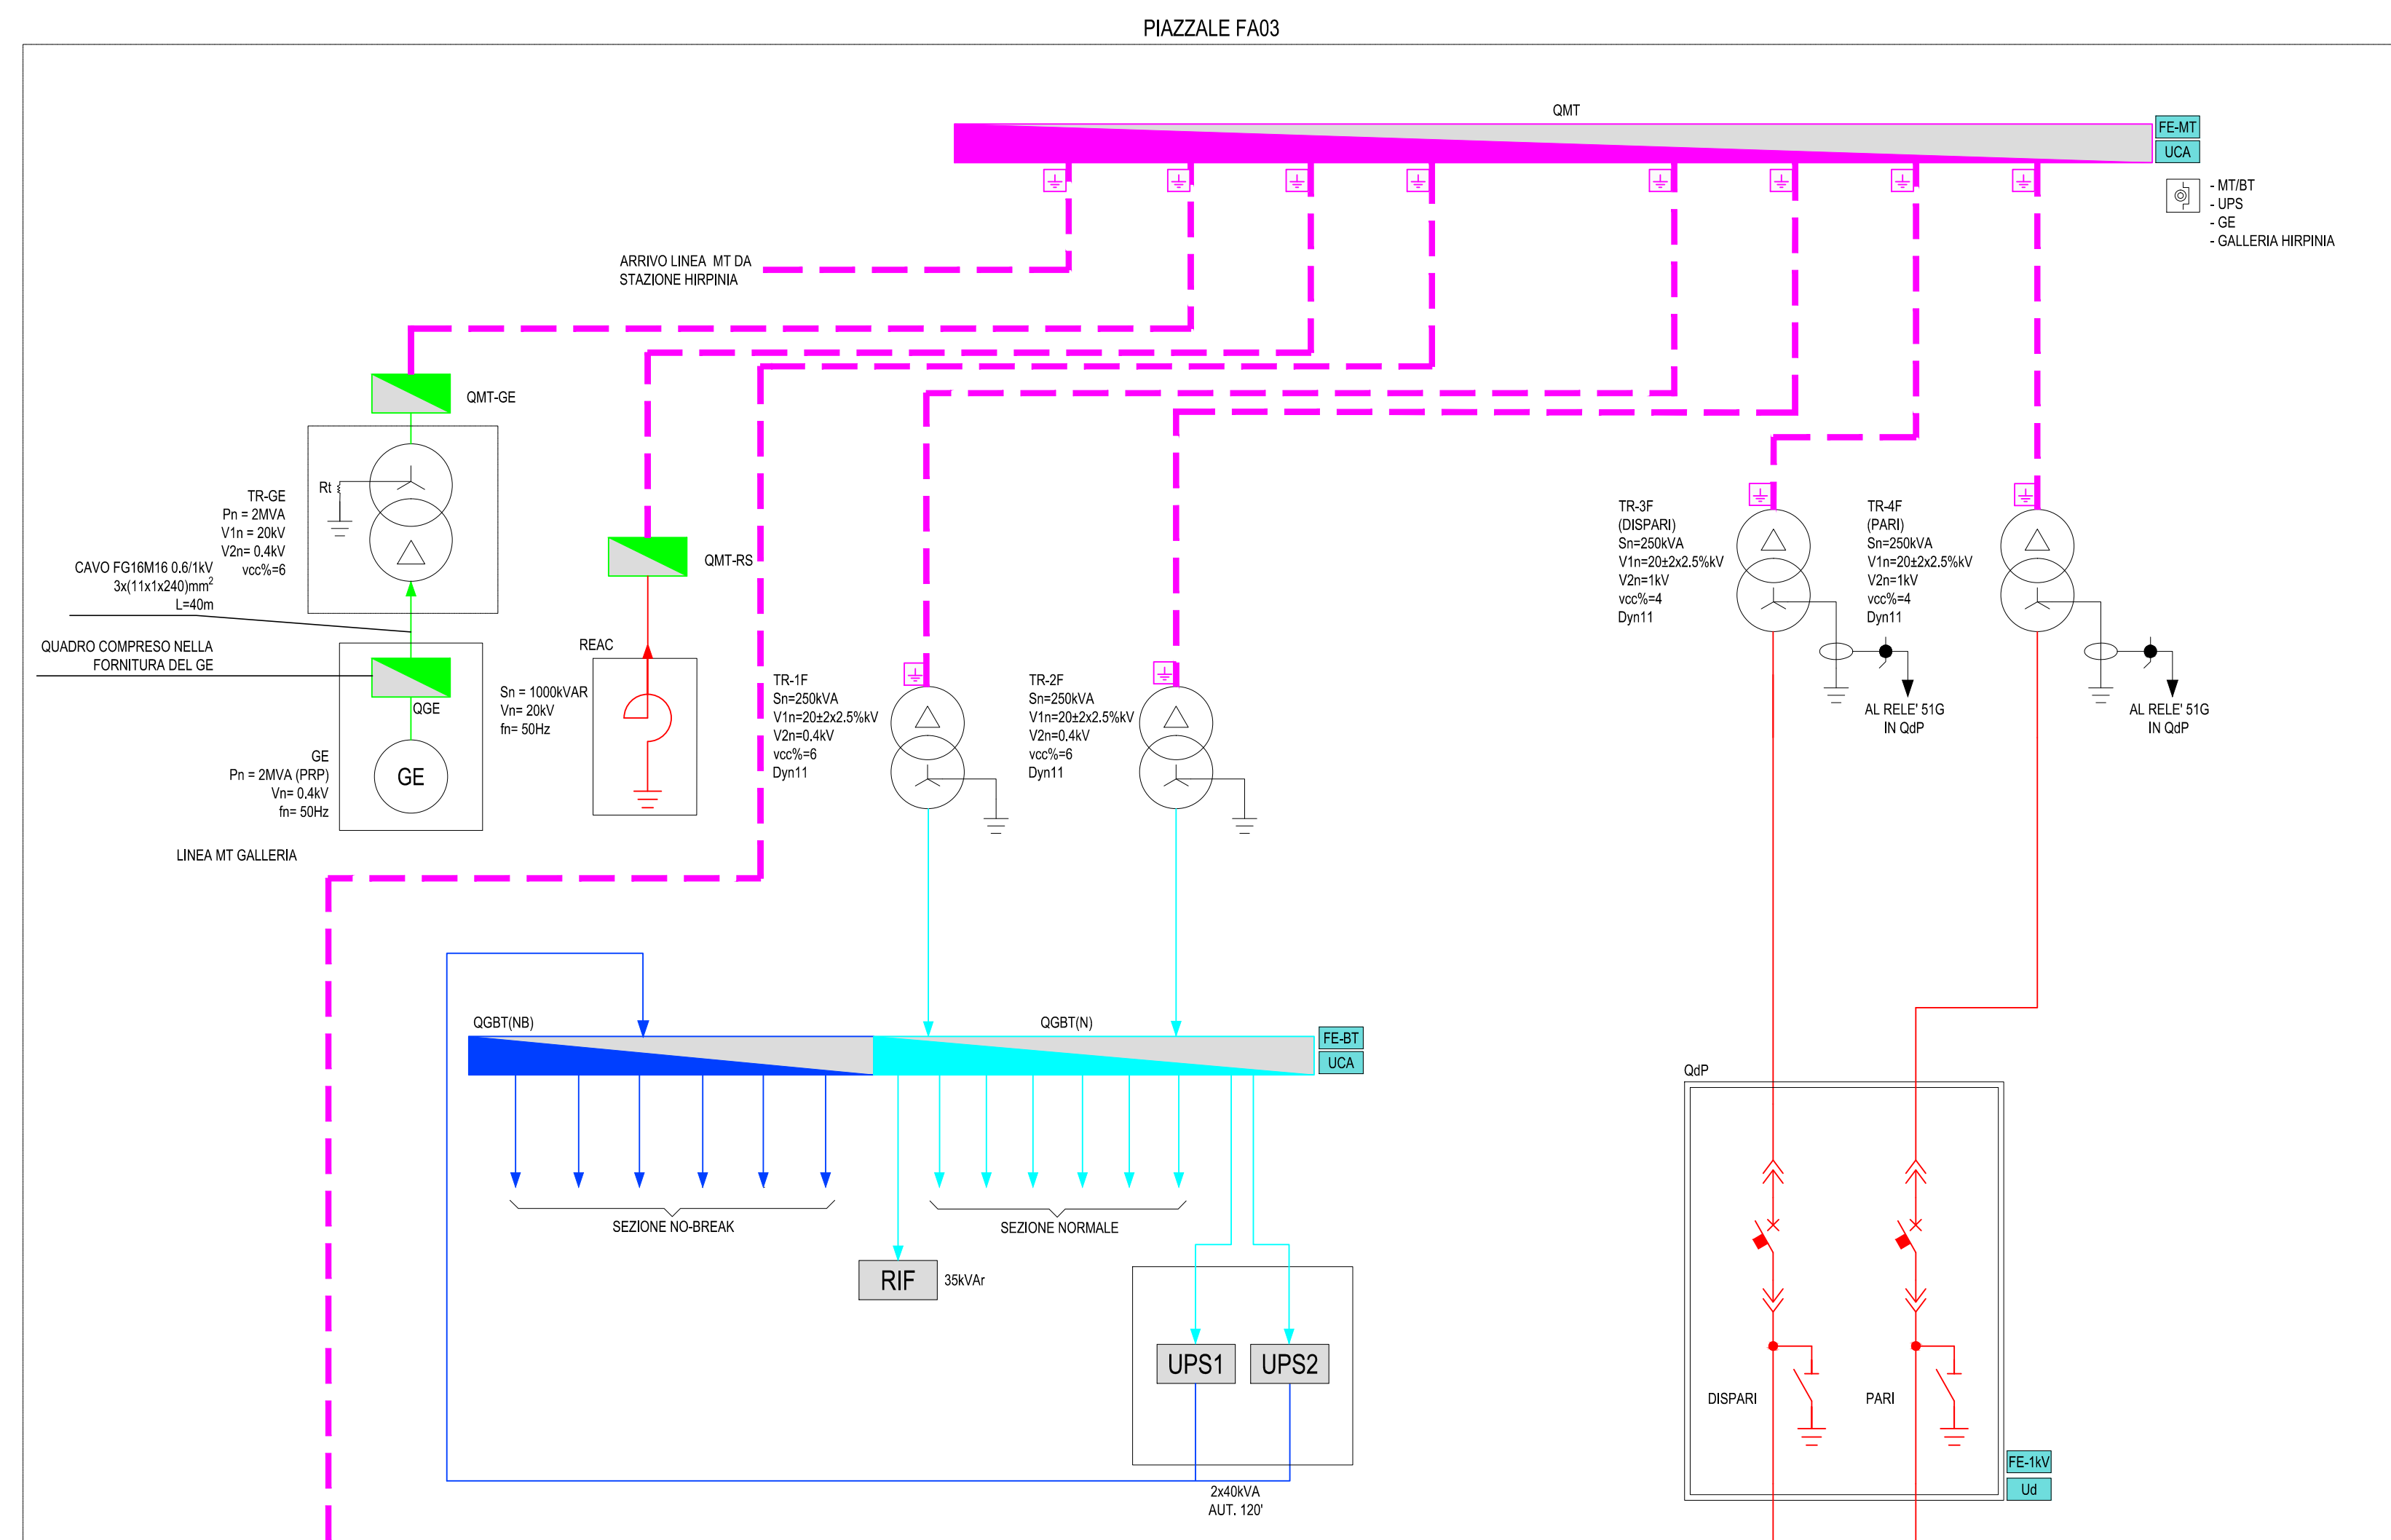 PIAZZALE FA03
QMT
FE-MT
UCA
- MT/BT
- UPS
- GE
- GALLERIA HIRPINIA
ARRIVO LINEA MT DA
STAZIONE HIRPINIA
QMT-GE
Rt
TR-GE
Pn = 2MVA
V1n = 20kV
V2n= 0.4kV
vcc%=6
CAVO FG16M16 0.6/1kV
3x(11x1x240)mm²
L=40m
QUADRO COMPRESO NELLA
FORNITURA DEL GE
QGE
GE
Pn = 2MVA (PRP)
Vn= 0.4kV
fn= 50Hz
GE
QMT-RS
REAC
Sn = 1000kVAR
Vn= 20kV
fn= 50Hz
TR-1F
Sn=250kVA
V1n=20±2x2.5%kV
V2n=0.4kV
vcc%=6
Dyn11
TR-2F
Sn=250kVA
V1n=20±2x2.5%kV
V2n=0.4kV
vcc%=6
Dyn11
TR-3F
(DISPARI)
Sn=250kVA
V1n=20±2x2.5%kV
V2n=1kV
vcc%=4
Dyn11
TR-4F
(PARI)
Sn=250kVA
V1n=20±2x2.5%kV
V2n=1kV
vcc%=4
Dyn11
AL RELE' 51G
IN QdP
AL RELE' 51G
IN QdP
LINEA MT GALLERIA
QGBT(NB)
QGBT(N)
FE-BT
UCA
SEZIONE NO-BREAK
SEZIONE NORMALE
RIF
35kVAr
UPS1
UPS2
2x40kVA
AUT. 120'
QdP
DISPARI
PARI
FE-1kV
Ud